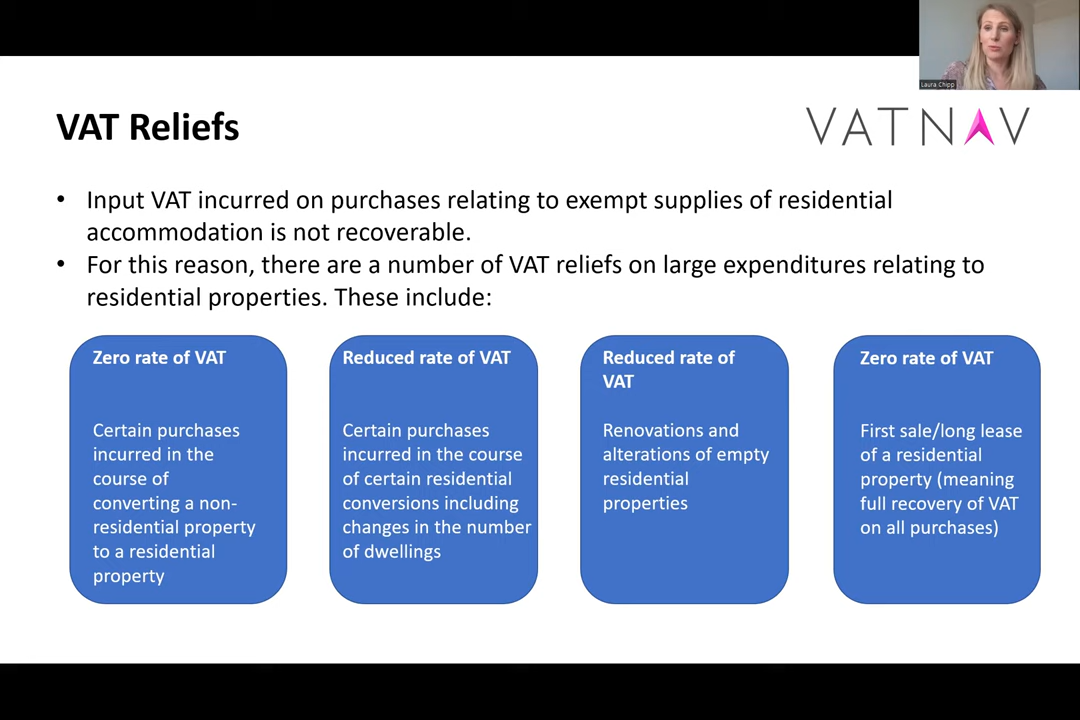 Laura Chipp
VAT Reliefs
VATNAV
• Input VAT incurred on purchases relating to exempt supplies of residential
accommodation is not recoverable.
• For this reason, there are a number of VAT reliefs on large expenditures relating to
residential properties. These include:
Zero rate of VAT
Certain purchases
incurred in the
course of
converting a non-
residential property
to a residential
property
Reduced rate of VAT
Certain purchases
incurred in the course
of certain residential
conversions including
changes in the number
of dwellings
Reduced rate of
VAT
Renovations and
alterations of empty
residential
properties
Zero rate of VAT
First sale/long lease
of a residential
property (meaning
full recovery of VAT
on all purchases)